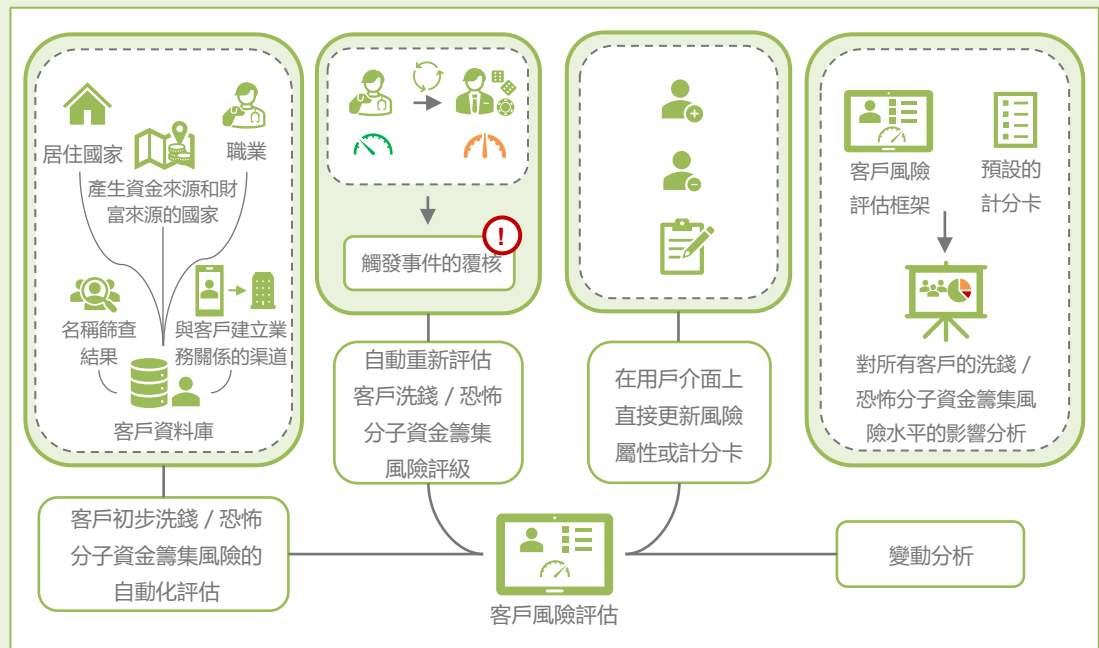 居住國家
產生資金來源和財
富來源的國家
職業
名稱篩查
結果
與客戶建立業
務關係的渠道
客戶資料庫
客戶初步洗錢 / 恐怖
分子資金籌集風險的
自動化評估
!
觸發事件的覆核
自動重新評估
客戶洗錢 / 恐怖
分子資金籌集
風險評級
在用戶介面上
直接更新風險
屬性或計分卡
客戶風險
評估框架
預設的
計分卡
對所有客戶的洗錢 /
恐怖分子資金籌集風
險水平的影響分析
變動分析
客戶風險評估